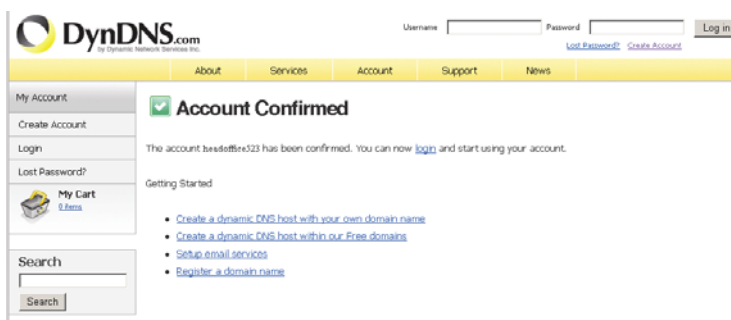 DynDNS.com
by Dynamic Network Services Inc.
Username
Password
Log in
Lost Password? Create Account
About Services Account Support News
My Account
Create Account
Login
Lost Password?
My Cart
0 items
Search
Search
Account Confirmed
The account headoffice323 has been confirmed. You can now login and start using your account.
Getting Started
Create a dynamic DNS host with your own domain name
Create a dynamic DNS host within our Free domains
Setup email services
Register a domain name